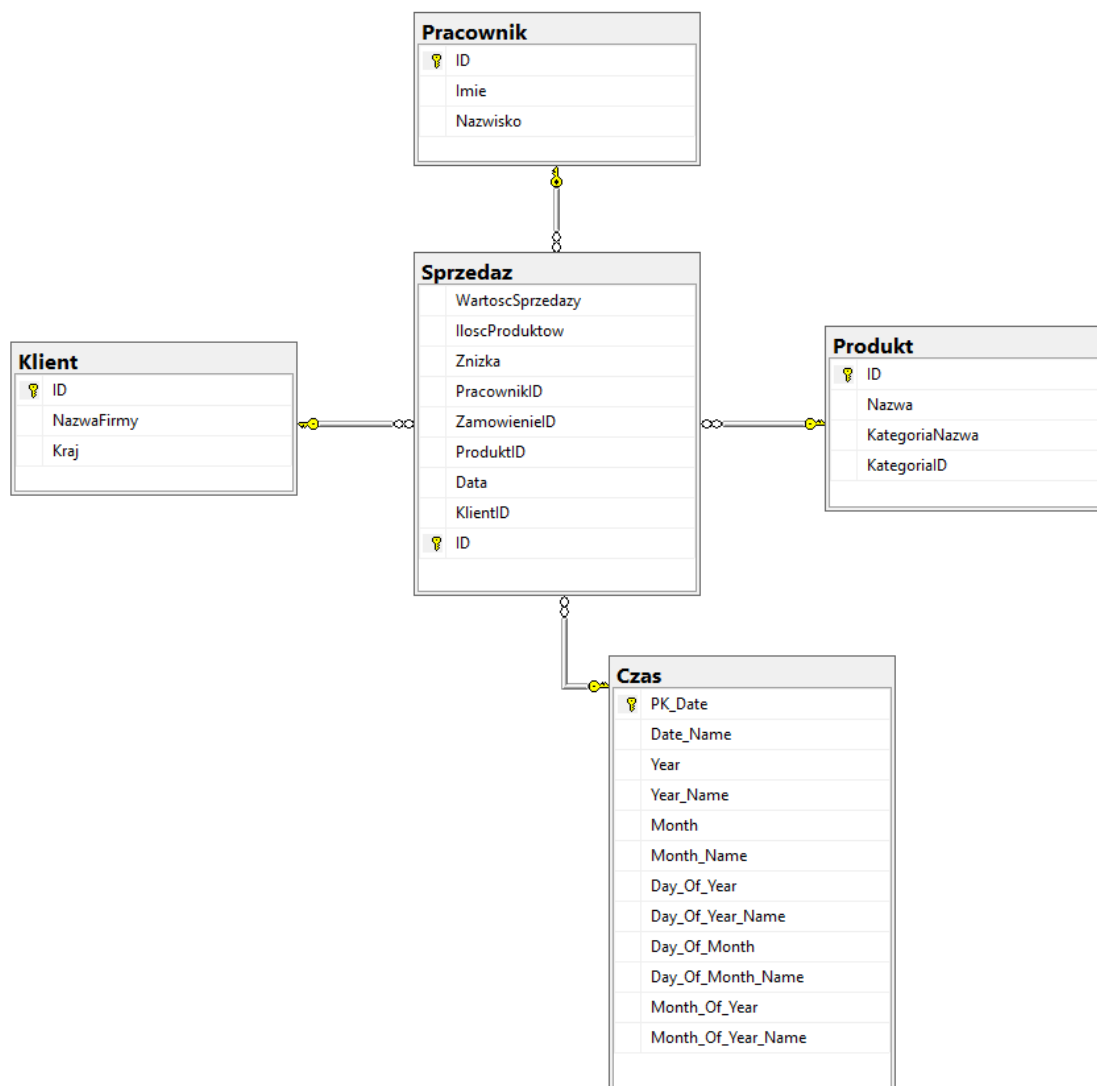 Pracownik
ID
Imie
Nazwisko
Sprzedaz
WartoscSprzedazy
IloscProduktow
Znizka
PracownikID
ZamowienieID
ProduktID
Data
KlientID
ID
Klient
ID
NazwaFirmy
Kraj
Produkt
ID
Nazwa
KategoriaNazwa
KategoriaID
Czas
PK_Date
Date_Name
Year
Year_Name
Month
Month_Name
Day_Of_Year
Day_Of_Year_Name
Day_Of_Month
Day_Of_Month_Name
Month_Of_Year
Month_Of_Year_Name